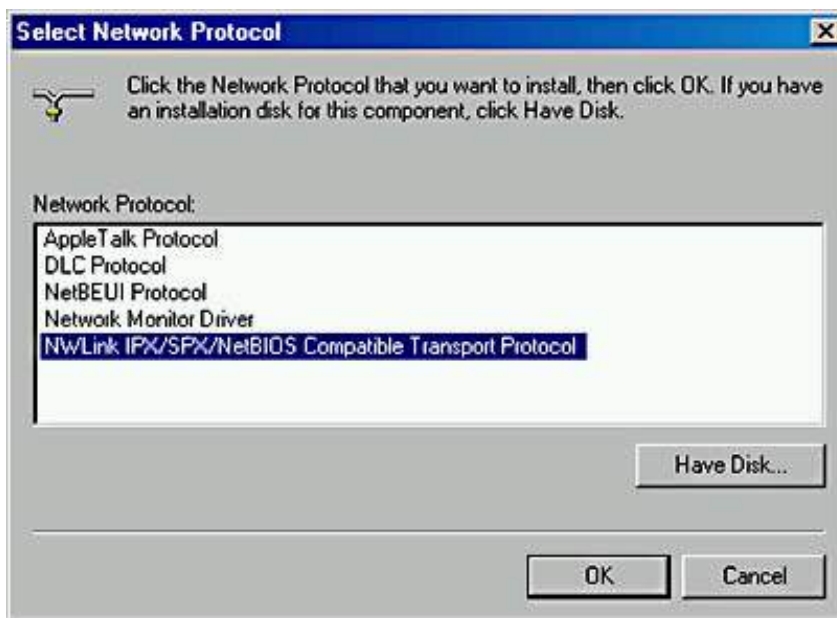 Select Network Protocol
Click the Network Protocol that you want to install, then click OK. If you have
an installation disk for this component, click Have Disk.
Network Protocol:
AppleTalk Protocol
DLC Protocol
NetBEUI Protocol
Network Monitor Driver
NWLink IPX/SPX/NetBIOS Compatible Transport Protocol
Have Disk...
OK
Cancel